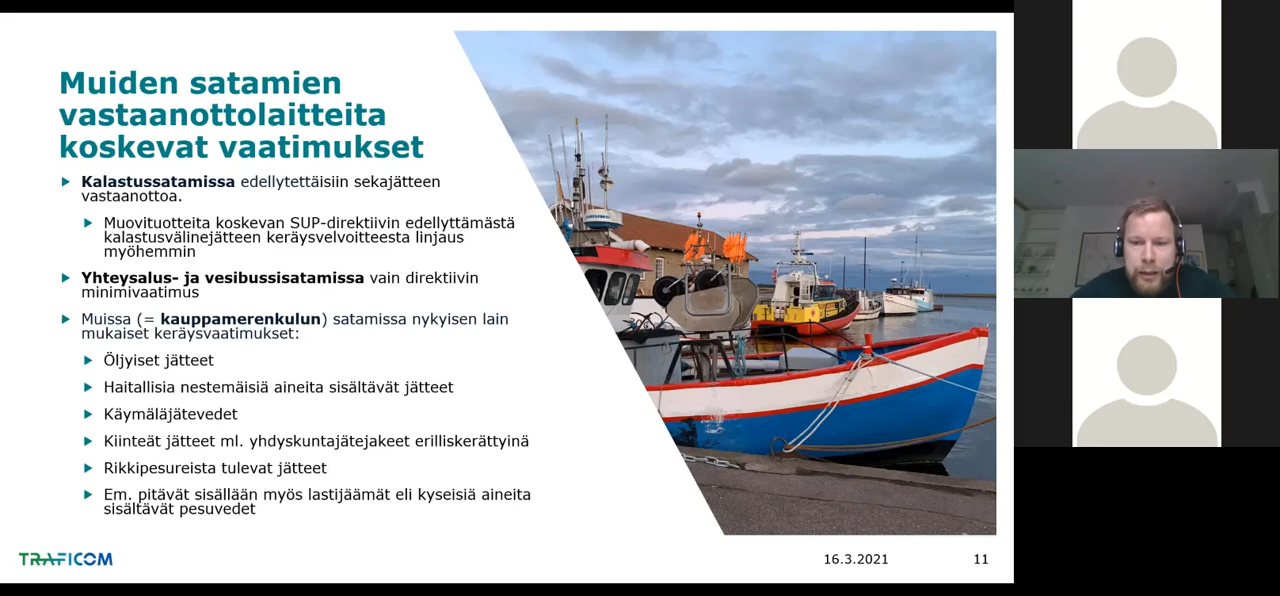 Muiden satamien
vastaanottolaitteita
koskevat vaatimukset
Kalastussatamissa edellytettäisiin sekajätteen
vastaanottoa.
Muovituotteita koskevan SUP-direktiivin edellyttämästä
kalastusvälinejätteen keräysvelvoitteesta linjaus
myöhemmin
Yhteysalus- ja vesibussisatamissa vain direktiivin
minimivaatimus
Muissa (= kauppamerenkulun) satamissa nykyisen lain
mukaiset keräysvaatimukset:
Öljyiset jätteet
Haitallisia nestemäisiä aineita sisältävät jätteet
Käymäläjätevedet
Kiinteät jätteet ml. yhdyskuntajätejakeet erilliskerättyinä
Rikkipesureista tulevat jätteet
Em. pitävät sisällään myös lastijäämät eli kyseisiä aineita
sisältävät pesuvedet
TRAFICOM
16.3.2021
11